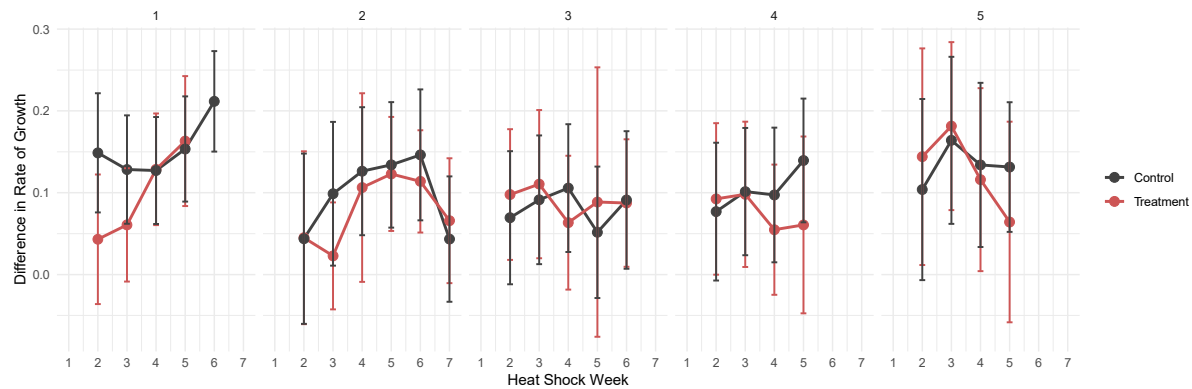 1 2 3 4 5
0.3
0.2
0.1
0.0
Difference in Rate of Growth
1 2 3 4 5 6 7 1 2 3 4 5 6 7 1 2 3 4 5 6 7 1 2 3 4 5 6 7 1 2 3 4 5 6 7
Heat Shock Week
Control
Treatment